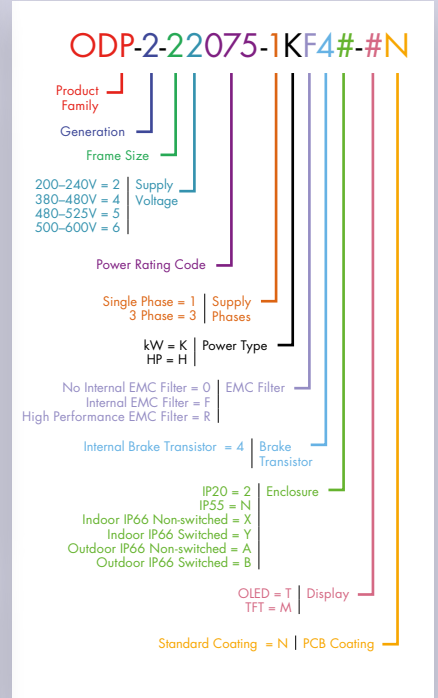 ODP-2-22075-1KF4#-#N
Product
Family
Generation
Frame Size
200–240V = 2 Supply
380–480V = 4 Voltage
480–525V = 5
500–600V = 6
Power Rating Code
Single Phase = 1 Supply
3 Phase = 3 Phases
kW = K Power Type
HP = H
No Internal EMC Filter = 0 EMC Filter
Internal EMC Filter = F
High Performance EMC Filter = R
Internal Brake Transistor = 4 Brake
Transistor
IP20 = 2 Enclosure
IP55 = N
Indoor IP66 Non-switched = X
Indoor IP66 Switched = Y
Outdoor IP66 Non-switched = A
Outdoor IP66 Switched = B
OLED = T Display
TFT = M
Standard Coating = N PCB Coating